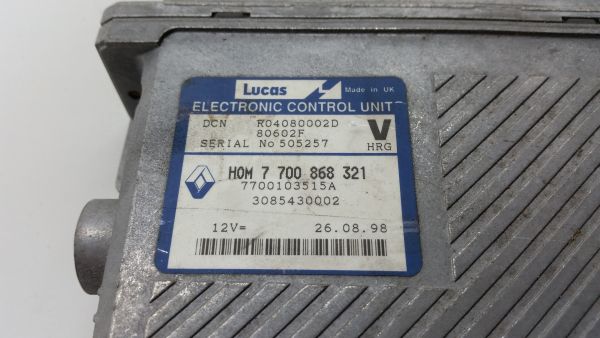 Lucas Made in UK
ELECTRONIC CONTROL UNIT
DCN R04080002D
80602F
SERIAL No 505257
V
HRG
HOM 7 700 868 321
7700103515A
3085430002
12V= 26.08.98